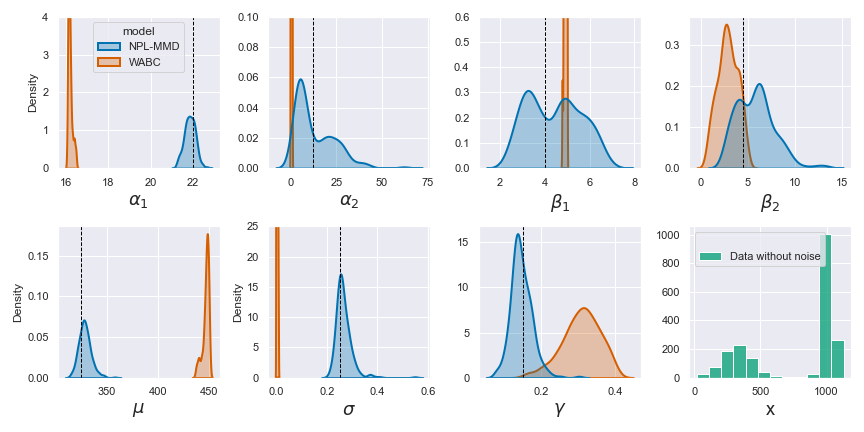 4
3
2
1
0
Density
model
NPL-MMD
WABC
16 18 20 22
α1
0.10
0.08
0.06
0.04
0.02
0.00
0 25 50 75
α2
0.6
0.5
0.4
0.3
0.2
0.1
0.0
2 4 6 8
β1
0.3
0.2
0.1
0.0
0 5 10 15
β2
0.15
0.10
0.05
0.00
Density
350 400 450
μ
25
20
15
10
5
0
Density
0.0 0.2 0.4 0.6
σ
15
10
5
0
0.2 0.4
γ
1000
800
600
400
200
0
Data without noise
0 500 1000
x